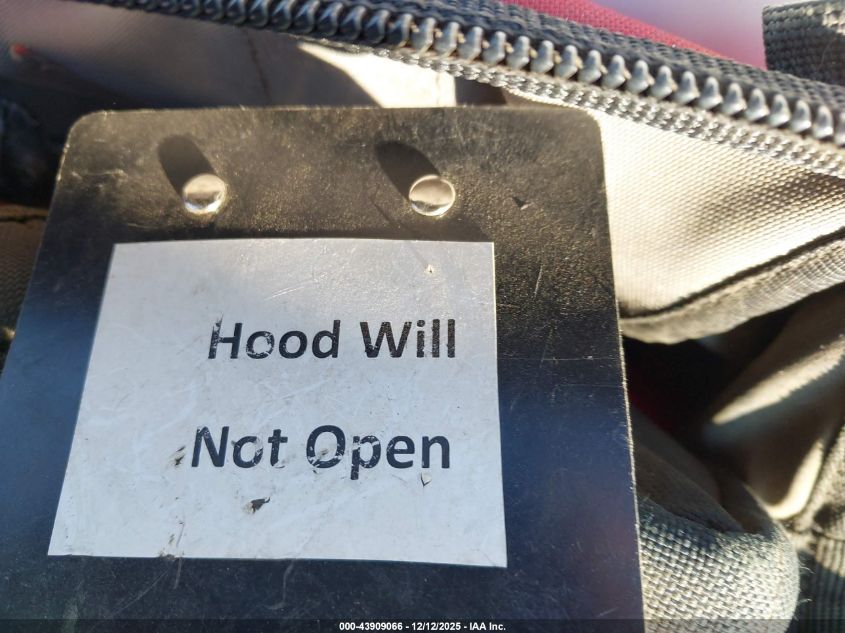 Hood Will
Not Open
000-43909066 - 12/12/2025 - IAA Inc.